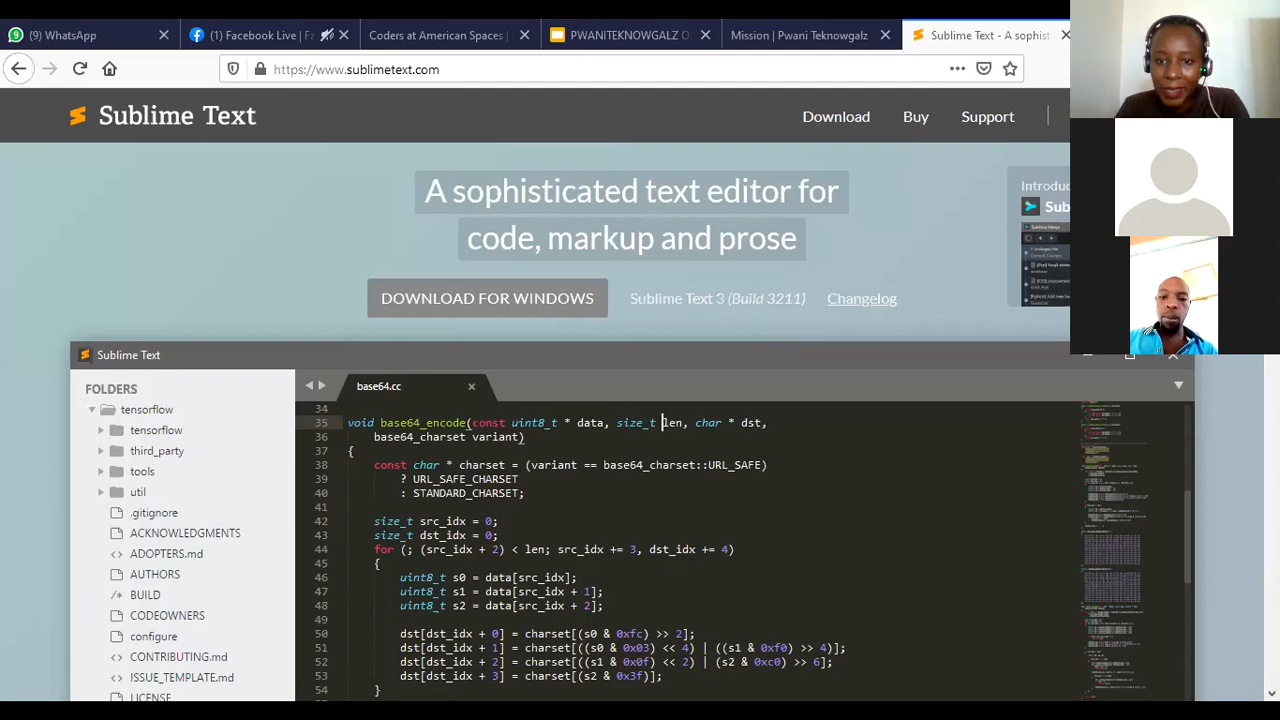 (9) WhatsApp
(1) Facebook Live | Fa
Coders at American Spaces
PWANITEKNOWGALZ O
Mission | Pwani Teknowgalz
Sublime Text - A sophist
https://www.sublimetext.com
Sublime Text
Download
Buy
Support
A sophisticated text editor for
code, markup and prose
Introdu
Sub
DOWNLOAD FOR WINDOWS
Sublime Text 3 (Build 3211)
Changelog
Sublime Text
FOLDERS
tensorflow
tensorflow
third_party
tools
util
.gitignore
ACKNOWLEDGMENTS
ADOPTERS.md
AUTHORS
BUILD
CODEOWNERS
configure
CONTRIBUTING.md
ISSUE_TEMPLATE.md
LICENSE
base64.cc
34
35 void e64_encode(const uint8_t * data, size_t len, char * dst,
36 charset variant)
37 {
38 const char * charset = (variant == base64_charset::URL_SAFE)
39 ? URL_SAFE_CHARSET
40 : STANDARD_CHARSET;
41
42 size_t src_idx = 0;
43 size_t dst_idx = 0;
44 for (; (src_idx + 2) < len; src_idx += 3, dst_idx += 4)
45 {
46 uint8_t s0 = data[src_idx];
47 uint8_t s1 = data[src_idx + 1];
48 uint8_t s2 = data[src_idx + 2];
50 dst[dst_idx + 0] = charset[(s0 & 0xfc) >> 2];
51 dst[dst_idx + 1] = charset[((s0 & 0x03) << 4) | ((s1 & 0xf0) >> 4)];
52 dst[dst_idx + 2] = charset[((s1 & 0x0f) << 2) | (s2 & 0xc0) >> 6];
53 dst[dst_idx + 3] = charset[(s2 & 0x3f)];
54 }